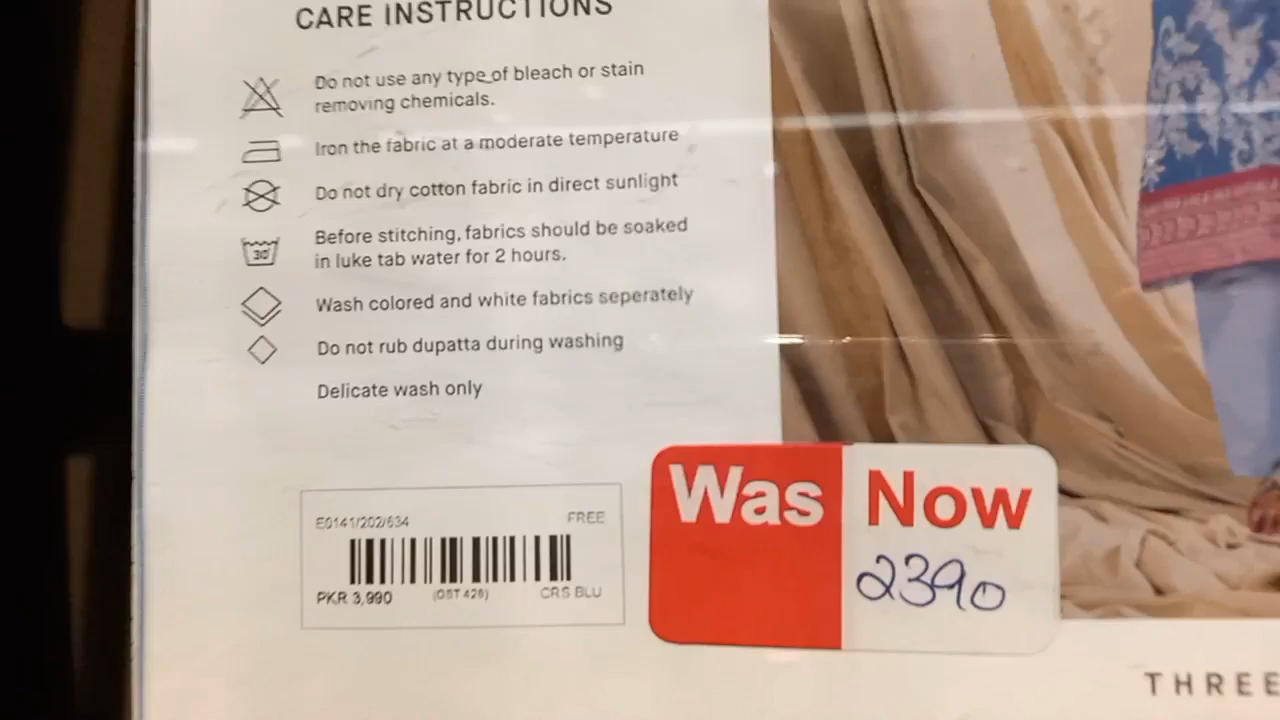 CARE INSTRUCTIONS
Do not use any type of bleach or stain
removing chemicals.
Iron the fabric at a moderate temperature
Do not dry cotton fabric in direct sunlight
30°
Before stitching, fabrics should be soaked
in luke tab water for 2 hours.
Wash colored and white fabrics seperately
Do not rub dupatta during washing
Delicate wash only
E0141/202/634 FREE
PKR 3,990 (GST 426) CRS BLU
Was Now
2390
THREE